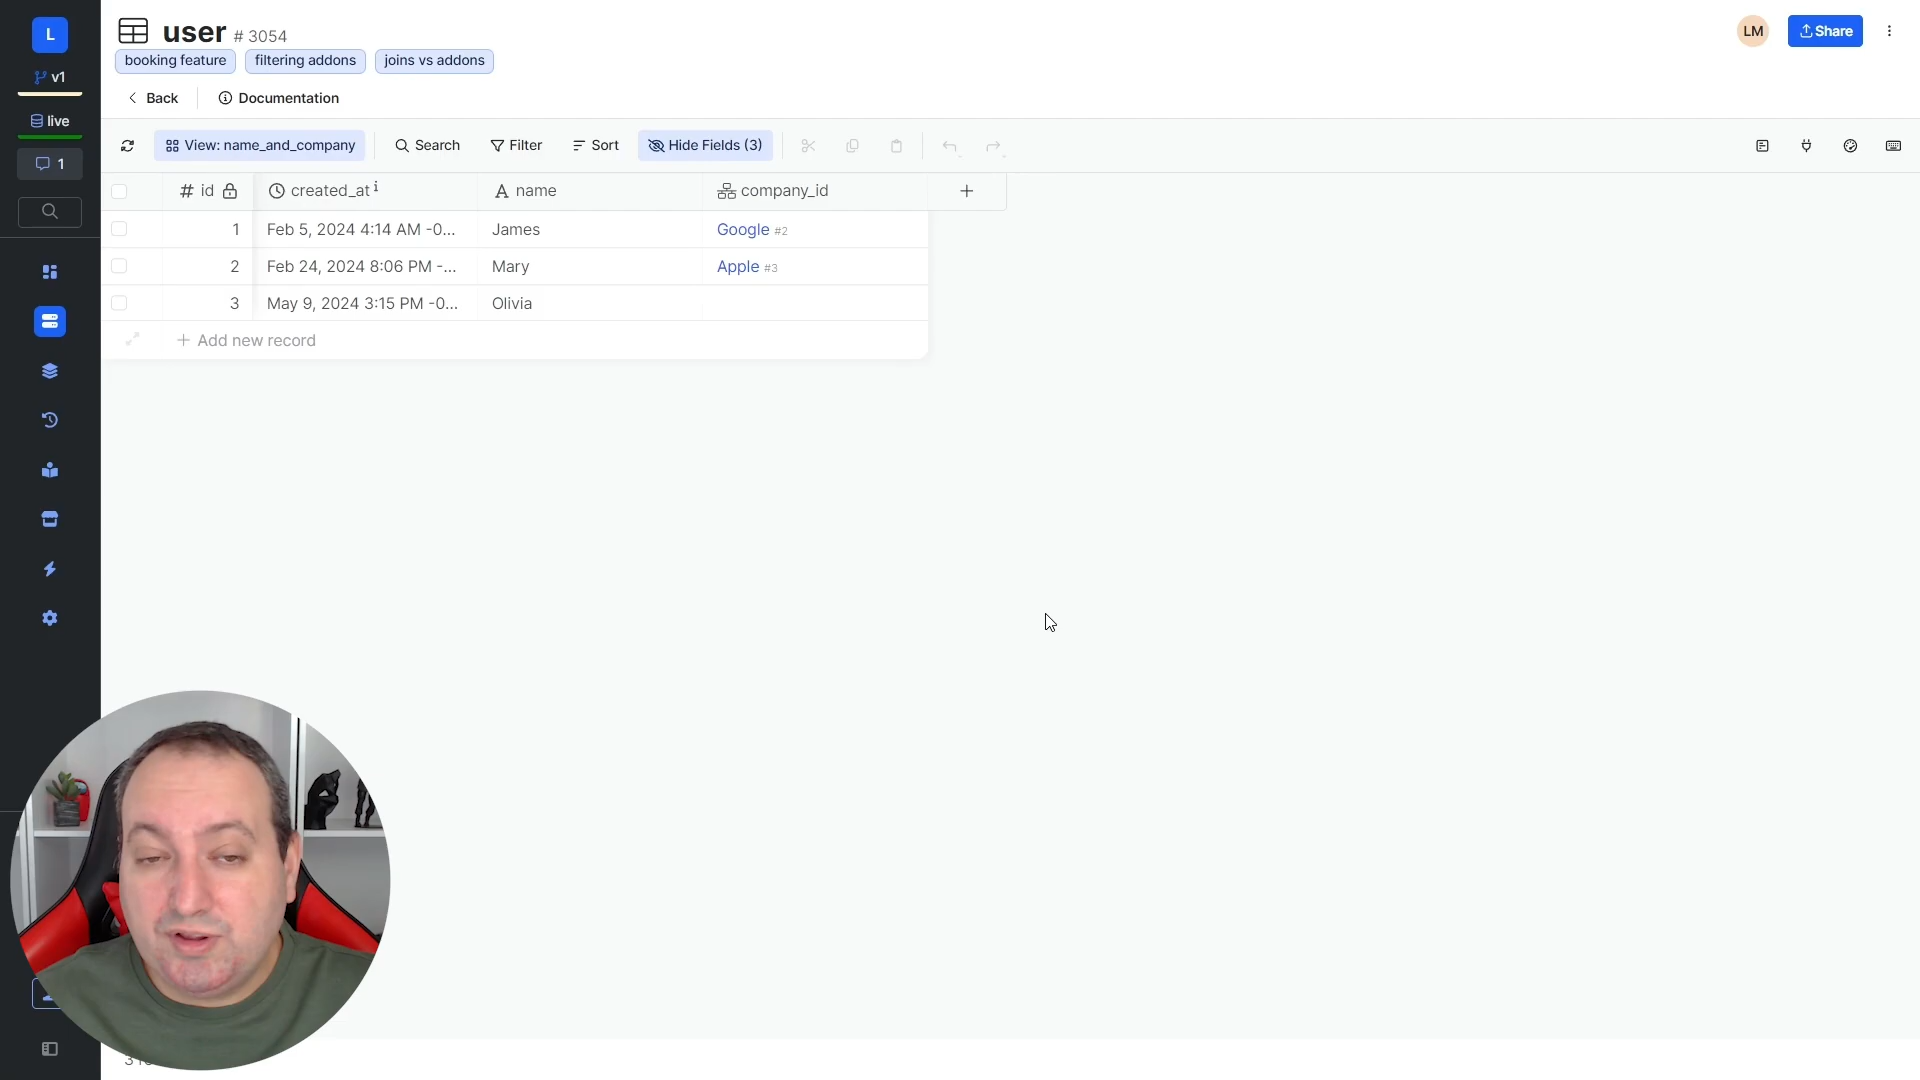 L
user # 3054
LM
Share
booking feature
filtering addons
joins vs addons
v1
Back
Documentation
live
View: name_and_company
Search
Filter
Sort
Hide Fields (3)
1
# id
created_at i
A name
company_id
+
1
Feb 5, 2024 4:14 AM -0...
James
Google #2
2
Feb 24, 2024 8:06 PM -...
Mary
Apple #3
3
May 9, 2024 3:15 PM -0...
Olivia
+ Add new record